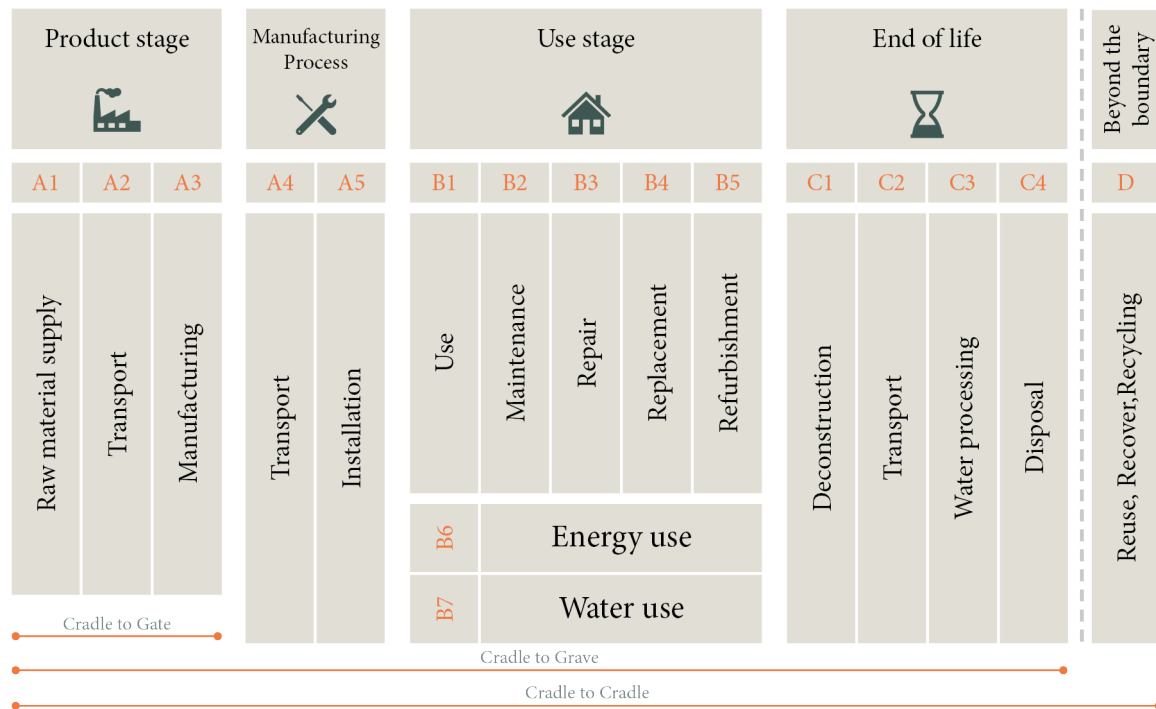 Product stage
Manufacturing
Process
Use stage
End of life
Beyond the
boundary
A1
A2
A3
A4
A5
B1
B2
B3
B4
B5
C1
C2
C3
C4
D
Raw material supply
Transport
Manufacturing
Transport
Installation
Use
Maintenance
Repair
Replacement
Refurbishment
Deconstruction
Transport
Water processing
Disposal
Reuse, Recover,Recycling
B6
Energy use
B7
Water use
Cradle to Gate
Cradle to Grave
Cradle to Cradle